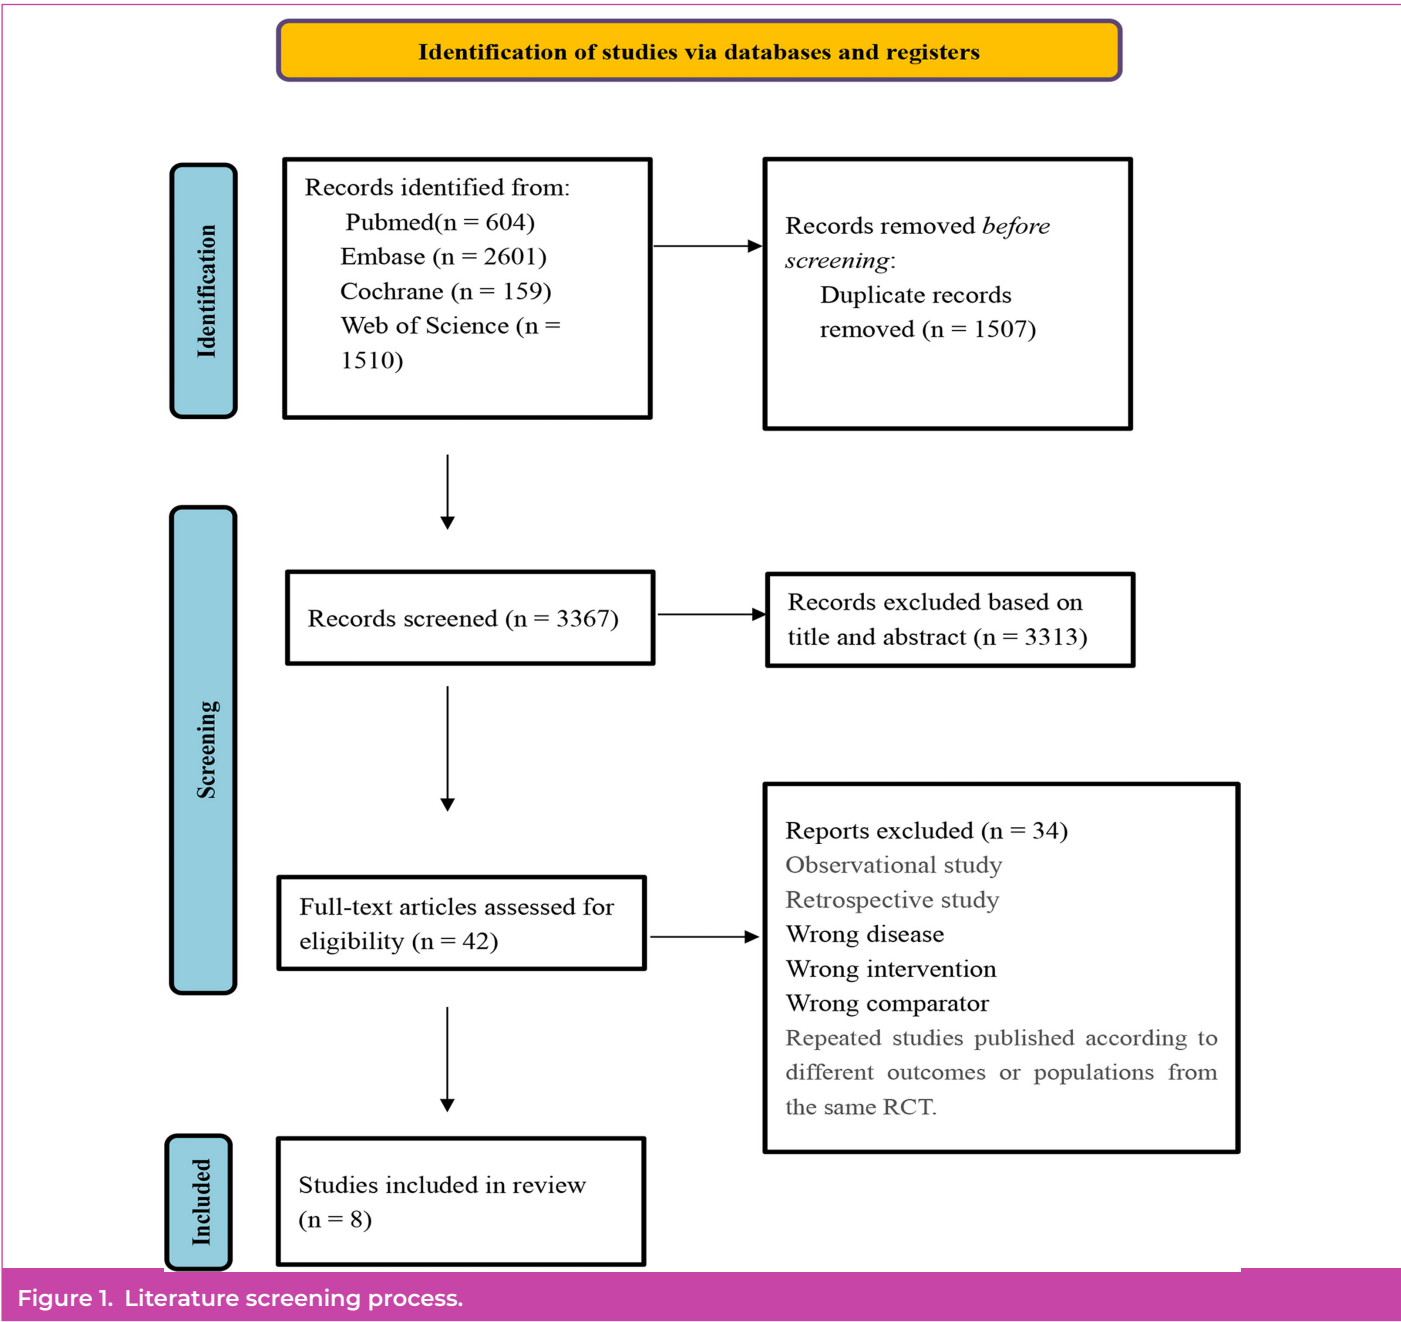 Identification of studies via databases and registers
Identification
Records identified from:
Pubmed(n = 604)
Embase (n = 2601)
Cochrane (n = 159)
Web of Science (n =
1510)
Records removed before
screening:
Duplicate records
removed (n = 1507)
Screening
Records screened (n = 3367)
Records excluded based on
title and abstract (n = 3313)
Full-text articles assessed for
eligibility (n = 42)
Reports excluded (n = 34)
Observational study
Retrospective study
Wrong disease
Wrong intervention
Wrong comparator
Repeated studies published according to
different outcomes or populations from
the same RCT.
Included
Studies included in review
(n = 8)
Figure 1. Literature screening process.